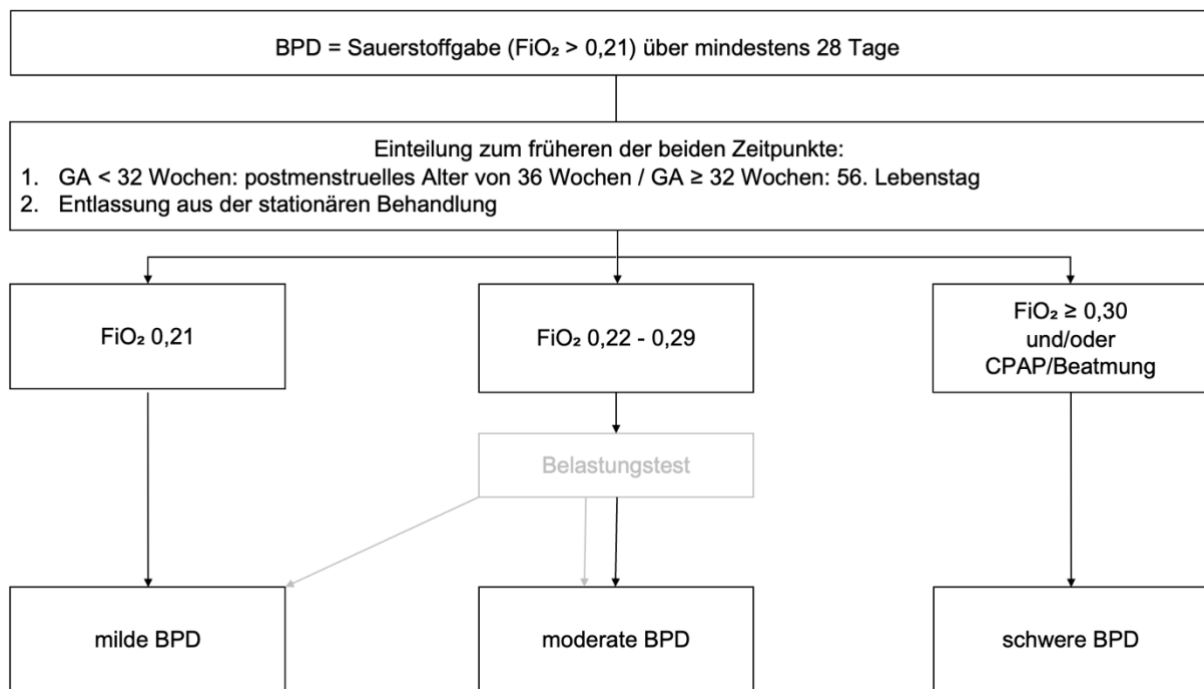 BPD = Sauerstoffgabe (FiO₂ > 0,21) über mindestens 28 Tage
Einteilung zum früheren der beiden Zeitpunkte:
1. GA < 32 Wochen: postmenstruelles Alter von 36 Wochen / GA ≥ 32 Wochen: 56. Lebenstag
2. Entlassung aus der stationären Behandlung
FiO₂ 0,21
FiO₂ 0,22 - 0,29
FiO₂ ≥ 0,30
und/oder
CPAP/Beatmung
Belastungstest
milde BPD
moderate BPD
schwere BPD